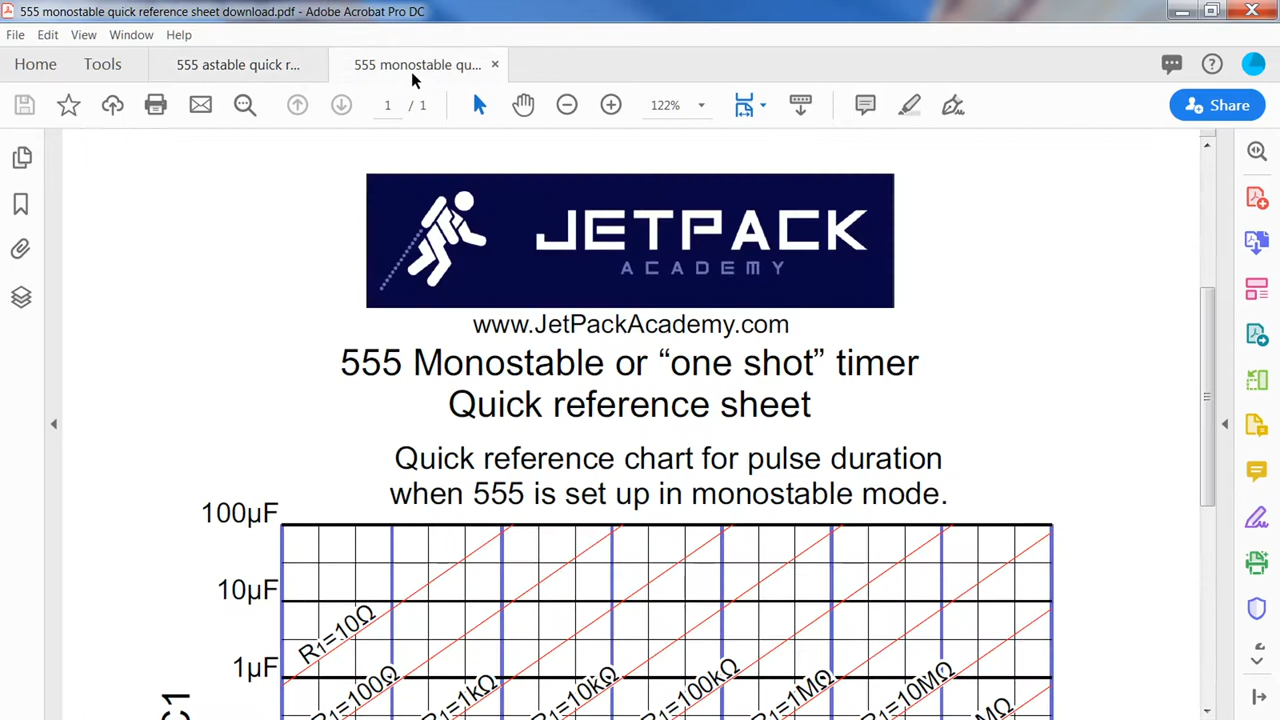 555 monostable quick reference sheet download.pdf - Adobe Acrobat Pro DC
File Edit View Window Help
Home Tools 555 astable quick r... 555 monostable qu... ×
1 / 1 122% Share
JETPACK
ACADEMY
www.JetPackAcademy.com
555 Monostable or “one shot” timer
Quick reference sheet
Quick reference chart for pulse duration
when 555 is set up in monostable mode.
100µF
10µF
R1=10Ω
1µF
R1=100Ω R1=1kΩ R1=10kΩ R1=100kΩ R1=1MΩ R1=10MΩ
C1